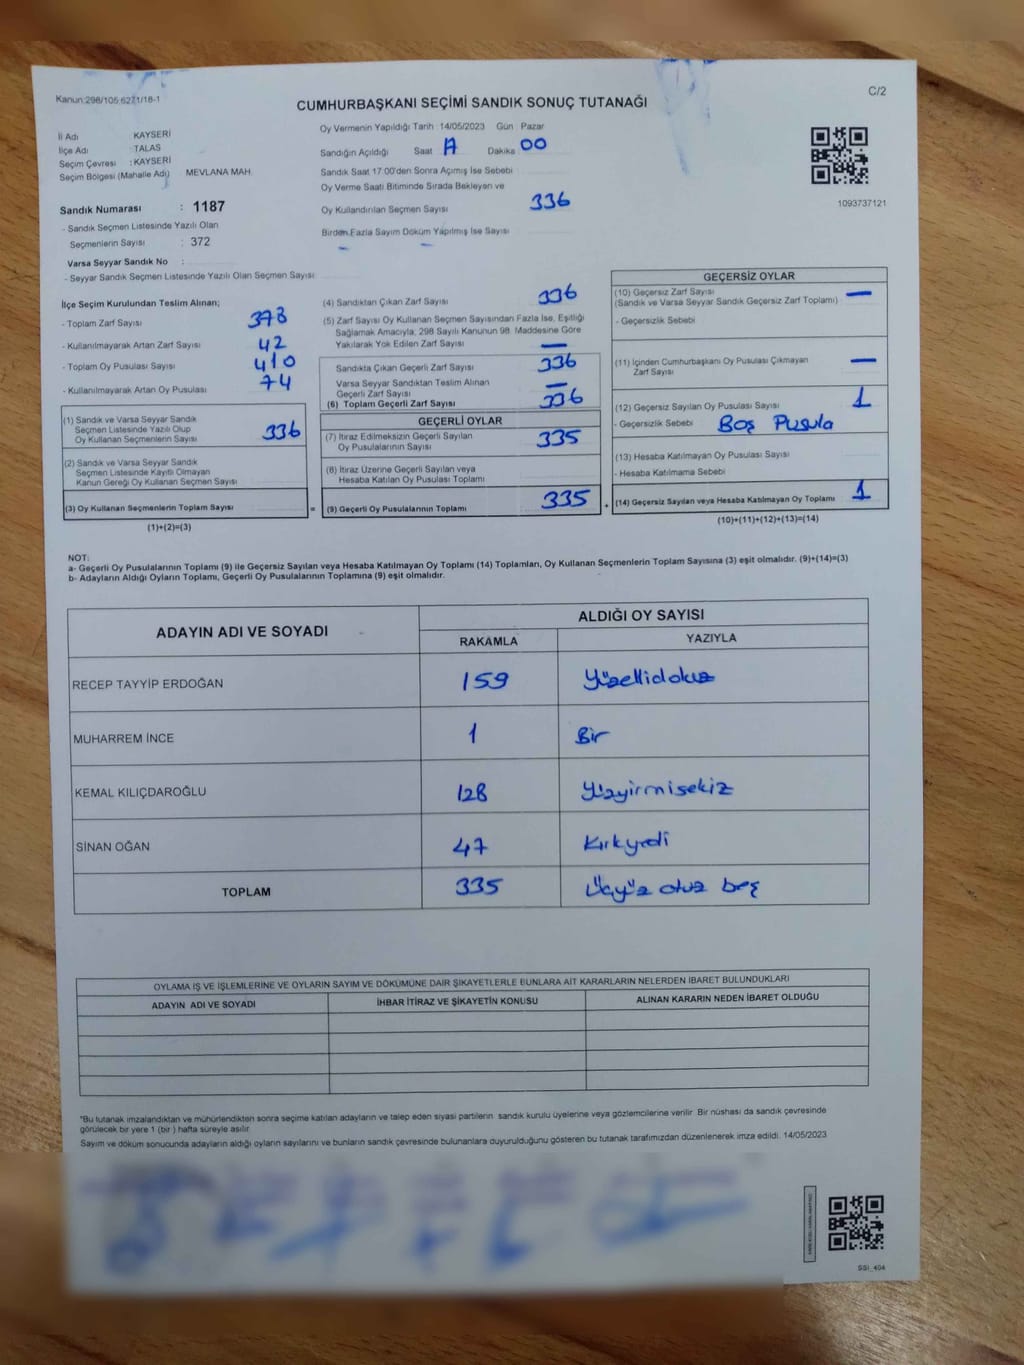 Kanun:298/105,6271/18-1
C/2
CUMHURBAŞKANI SEÇİMİ SANDIK SONUÇ TUTANAĞI
İl Adı KAYSERİ
İlçe Adı : TALAS
Seçim Çevresi : KAYSERİ
Seçim Bölgesi (Mahalle Adı) MEVLANA MAH.
Sandık Numarası : 1187
- Sandık Seçmen Listesinde Yazılı Olan
Seçmenlerin Sayısı : 372
Varsa Seyyar Sandık No :
- Seyyar Sandık Seçmen Listesinde Yazılı Olan Seçmen Sayısı:
Oy Vermenin Yapıldığı Tarih :14/05/2023 Gün Pazar
Sandığın Açıldığı Saat Dakika 00
Sandık Saat 17.00'den Sonra Açımış İse Sebebi
Oy Verme Saati Bitiminde Sırada Bekleyen ve
Oy Kullandırılan Seçmen Sayısı 336
Birden Fazla Sayım Döküm Yapılmış İse Sayısı
1093737121
İlçe Seçim Kurulundan Teslim Alınan;
- Toplam Zarf Sayısı 378
- Kullanılmayarak Artan Zarf Sayısı 42
- Toplam Oy Pusulası Sayısı 410
- Kullanılmayarak Artan Oy Pusulası 74
(1) Sandık ve Varsa Seyyar Sandık
Seçmen Listesinde Yazılı Olup
Oy Kullanan Seçmenlerin Sayısı 336
(2) Sandık ve Varsa Seyyar Sandık
Seçmen Listesinde Kayıtlı Olmayan
Kanun Gereği Oy Kullanan Seçmen Sayısı
(3) Oy Kullanan Seçmenlerin Toplam Sayısı
(1)+(2)=(3)
(4) Sandıktan Çıkan Zarf Sayısı 336
(5) Zarf Sayısı Oy Kullanan Seçmen Sayısından Fazla İse, Eşitliği
Sağlamak Amacıyla, 298 Sayılı Kanunun 98. Maddesine Göre
Yakılarak Yok Edilen Zarf Sayısı —
Sandıkta Çıkan Geçerli Zarf Sayısı 336
Varsa Seyyar Sandıktan Teslim Alınan
Geçerli Zarf Sayısı —
(6) Toplam Geçerli Zarf Sayısı 336
GEÇERLİ OYLAR
(7) İtiraz Edilmeksizin Geçerli Sayılan
Oy Pusulalarının Sayısı 335
(8) İtiraz Üzerine Geçerli Sayılan veya
Hesaba Katılan Oy Pusulası Toplamı
= (9) Geçerli Oy Pusulalarının Toplamı 335
GEÇERSİZ OYLAR
(10) Geçersiz Zarf Sayısı —
(Sandık ve Varsa Seyyar Sandık Geçersiz Zarf Toplamı)
- Geçersizlik Sebebi
(11) İçinden Cumhurbaşkanı Oy Pusulası Çıkmayan —
Zarf Sayısı
(12) Geçersiz Sayılan Oy Pusulası Sayısı 1
- Geçersizlik Sebebi Boş Pusula
(13) Hesaba Katılmayan Oy Pusulası Sayısı
- Hesaba Katılmama Sebebi
+ (14) Geçersiz Sayılan veya Hesaba Katılmayan Oy Toplamı 1
(10)+(11)+(12)+(13)=(14)
NOT:
a- Geçerli Oy Pusulalarının Toplamı (9) ile Geçersiz Sayılan veya Hesaba Katılmayan Oy Toplamı (14) Toplamları, Oy Kullanan Seçmenlerin Toplam Sayısına (3) eşit olmalıdır. (9)+(14)=(3)
b- Adayların Aldığı Oyların Toplamı, Geçerli Oy Pusulalarının Toplamına (9) eşit olmalıdır.
ADAYIN ADI VE SOYADI ALDIĞI OY SAYISI
RAKAMLA YAZIYLA
RECEP TAYYİP ERDOĞAN 159 Yüzellidokuz
MUHARREM İNCE 1 Bir
KEMAL KILIÇDAROĞLU 128 Yüzyirmisekiz
SİNAN OĞAN 47 Kırkyedi
TOPLAM 335 Üçyüz otuz beş
OYLAMA İŞ VE İŞLEMLERİNE VE OYLARIN SAYIM VE DÖKÜMÜNE DAİR ŞİKAYETLERLE BUNLARA AİT KARARLARIN NELERDEN İBARET BULUNDUKLARI
ADAYIN ADI VE SOYADI İHBAR İTİRAZ VE ŞİKAYETİN KONUSU ALINAN KARARIN NEDEN İBARET OLDUĞU
*Bu tutanak imzalandıktan ve mühürlendikten sonra seçime katılan adayların ve talep eden siyasi partilerin sandık kurulu üyelerine veya gözlemcilerine verilir. Bir nüshası da sandık çevresinde
görülecek bir yere 1 (bir) hafta süreyle asılır.
Sayım ve döküm sonucunda adayların aldığı oyların sayılarını ve bunların sandık çevresinde bulunanlara duyurulduğunu gösteren bu tutanak tarafımızdan düzenlenerek imza edildi. 14/05/2023
SSI_404